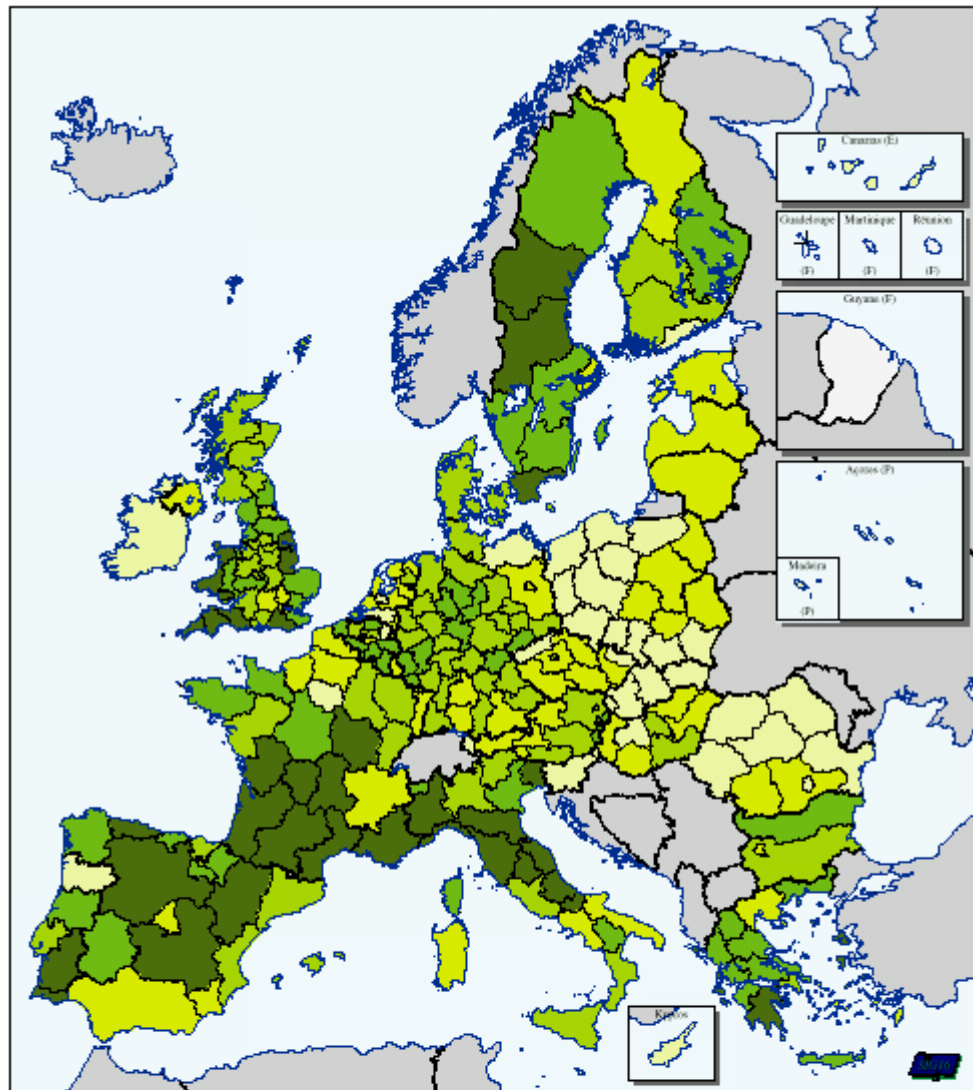 Canarias (E)
Guadeloupe Martinique Réunion
(F) (F) (F)
Guyane (F)
Açores (P)
Madeira
(P)
Kypros